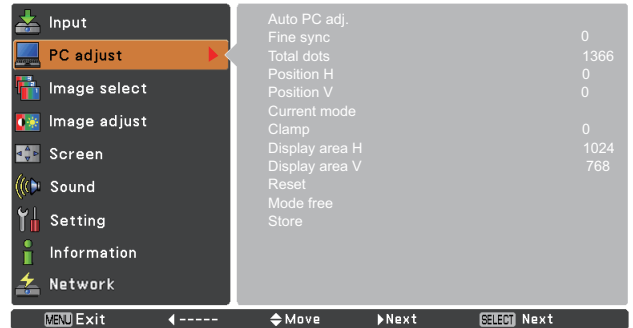 Input
PC adjust
Image select
Image adjust
Screen
Sound
Setting
Information
Network
Auto PC adj.
Fine sync 0
Total dots 1366
Position H 0
Position V 0
Current mode
Clamp 0
Display area H 1024
Display area V 768
Reset
Mode free
Store
MENU Exit ◀ ----- Move ▶Next SELECT Next